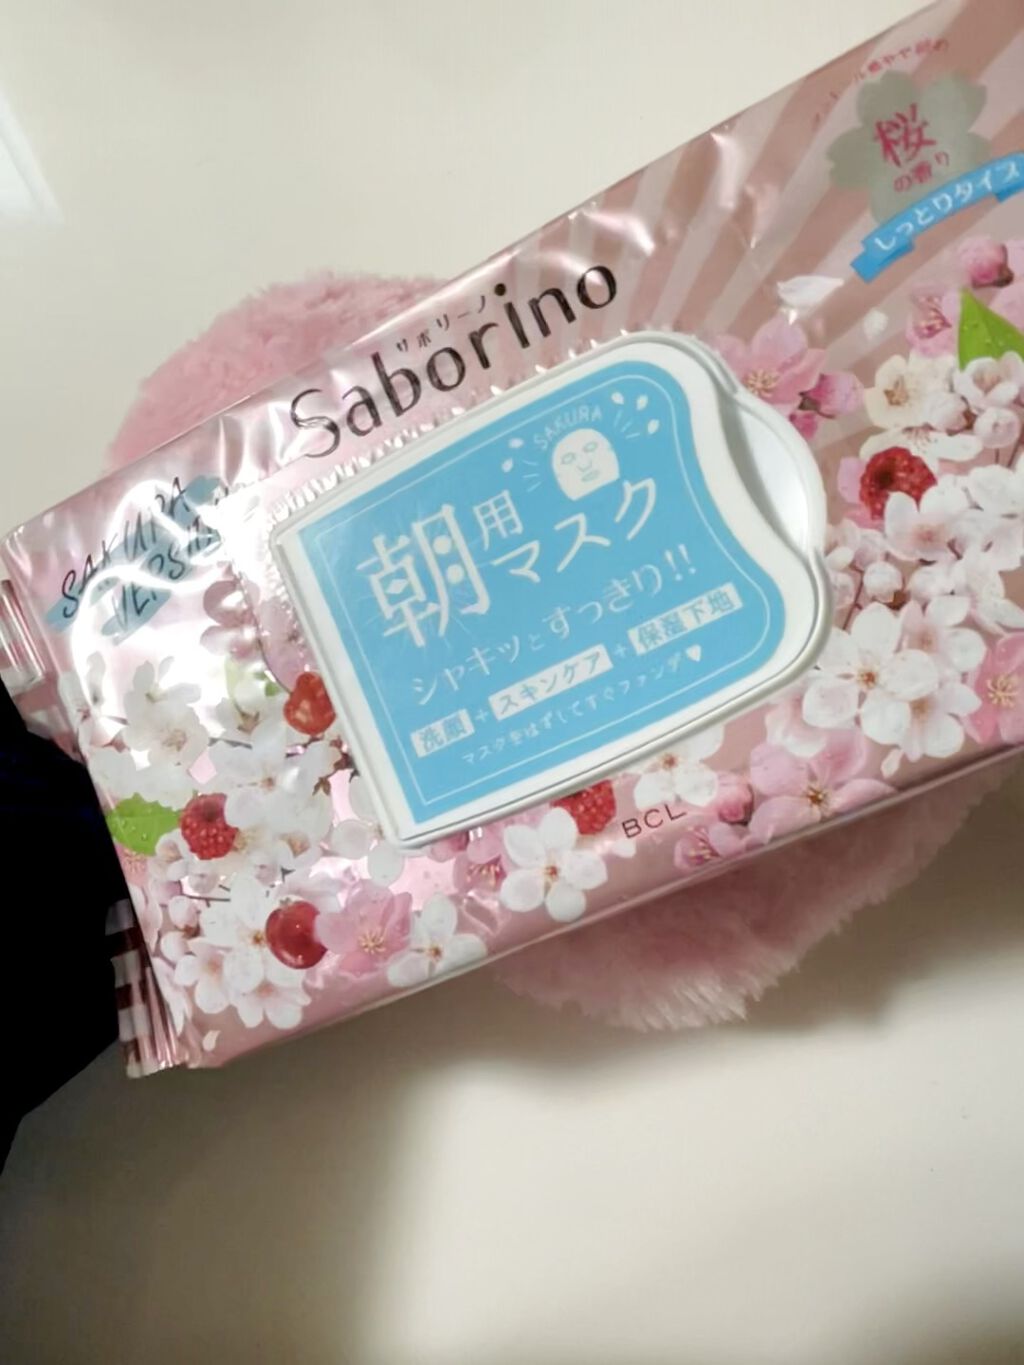 桜
の香り
しっとりタイプ
サボリーノ
Saborino
SAKURA
VERSION
SAKURA
朝用マスク
シャキッとすっきり!!
洗顔+スキンケア+保湿下地
マスクをはずしてすぐファンデ♥
BCL